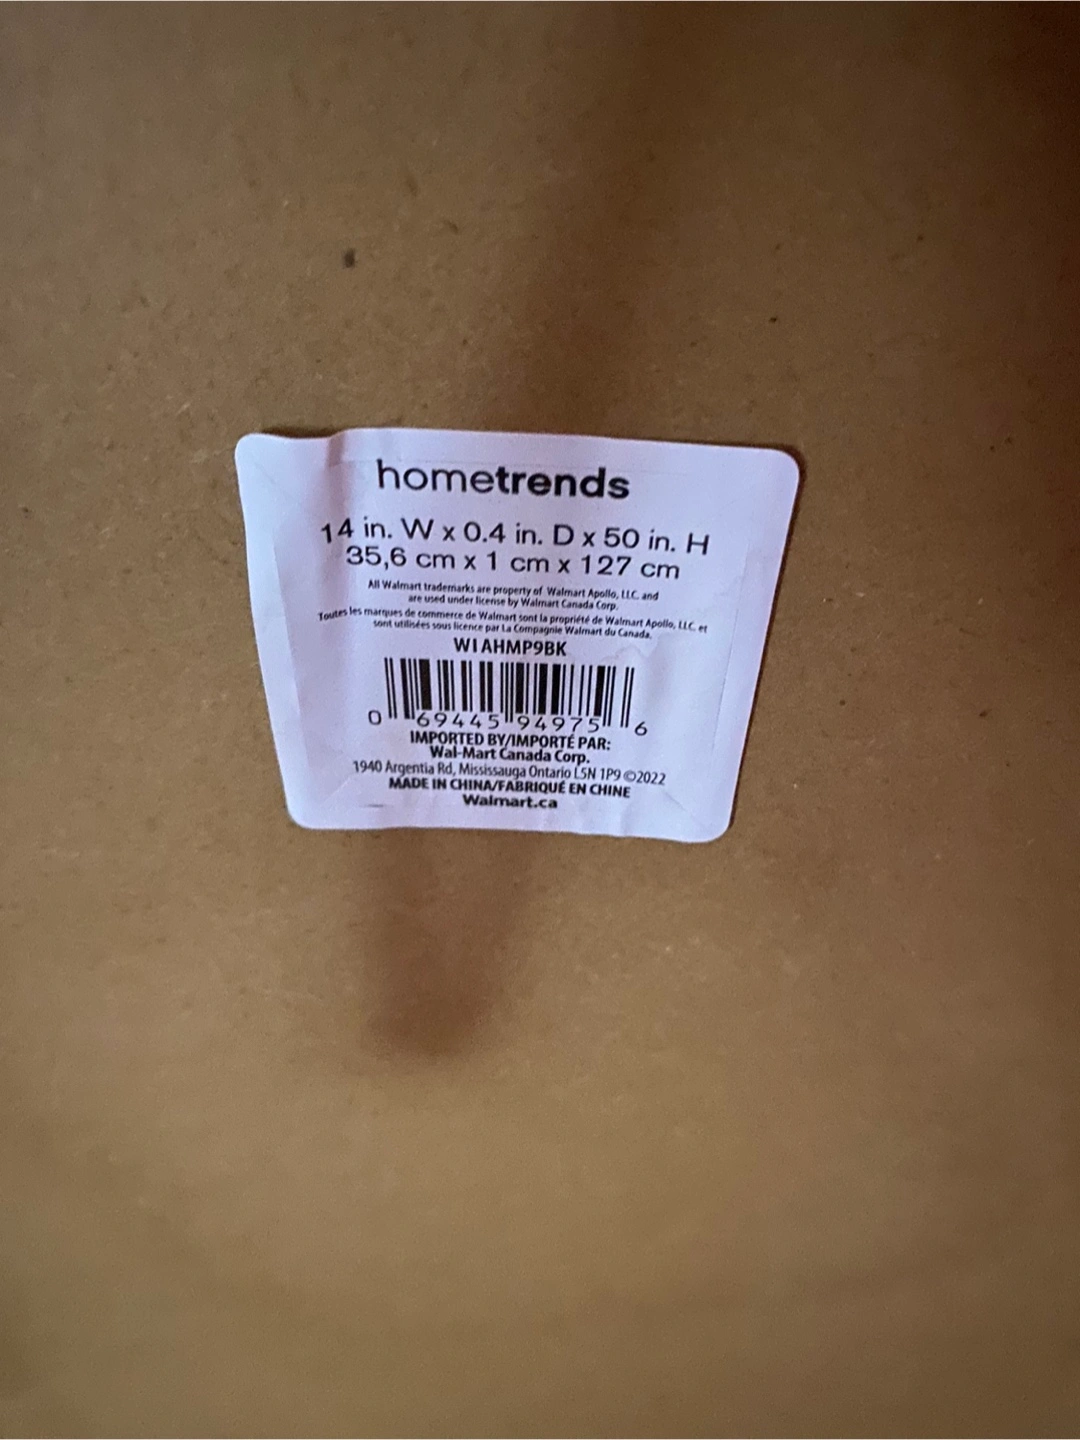 hometrends
14 in. W x 0.4 in. D x 50 in. H
35,6 cm x 1 cm x 127 cm
All Walmart trademarks are property of Walmart Apollo, LLC. and
are used under license by Walmart Canada Corp.
Toutes les marques de commerce de Walmart sont la propriété de Walmart Apollo, LLC. et
sont utilisées sous licence par La Compagnie Walmart du Canada.
WIAHMP9BK
0 69445 94975 6
IMPORTED BY/IMPORTÉ PAR:
Wal-Mart Canada Corp.
1940 Argentia Rd, Mississauga Ontario L5N 1P9 ©2022
MADE IN CHINA/FABRIQUÉ EN CHINE
Walmart.ca